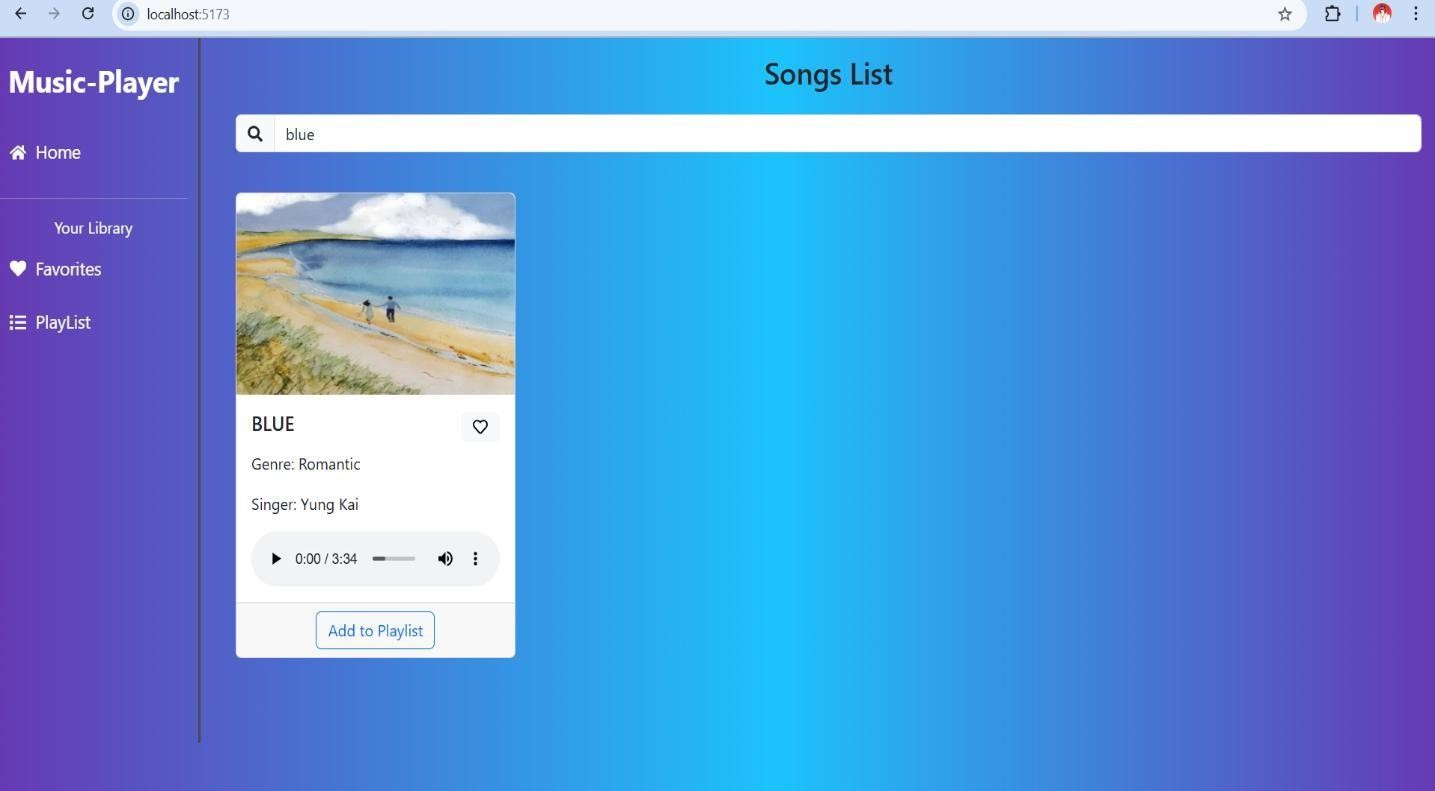 localhost:5173
Music-Player
Home
Your Library
Favorites
PlayList
Songs List
blue
BLUE
Genre: Romantic
Singer: Yung Kai
0:00 / 3:34
Add to Playlist